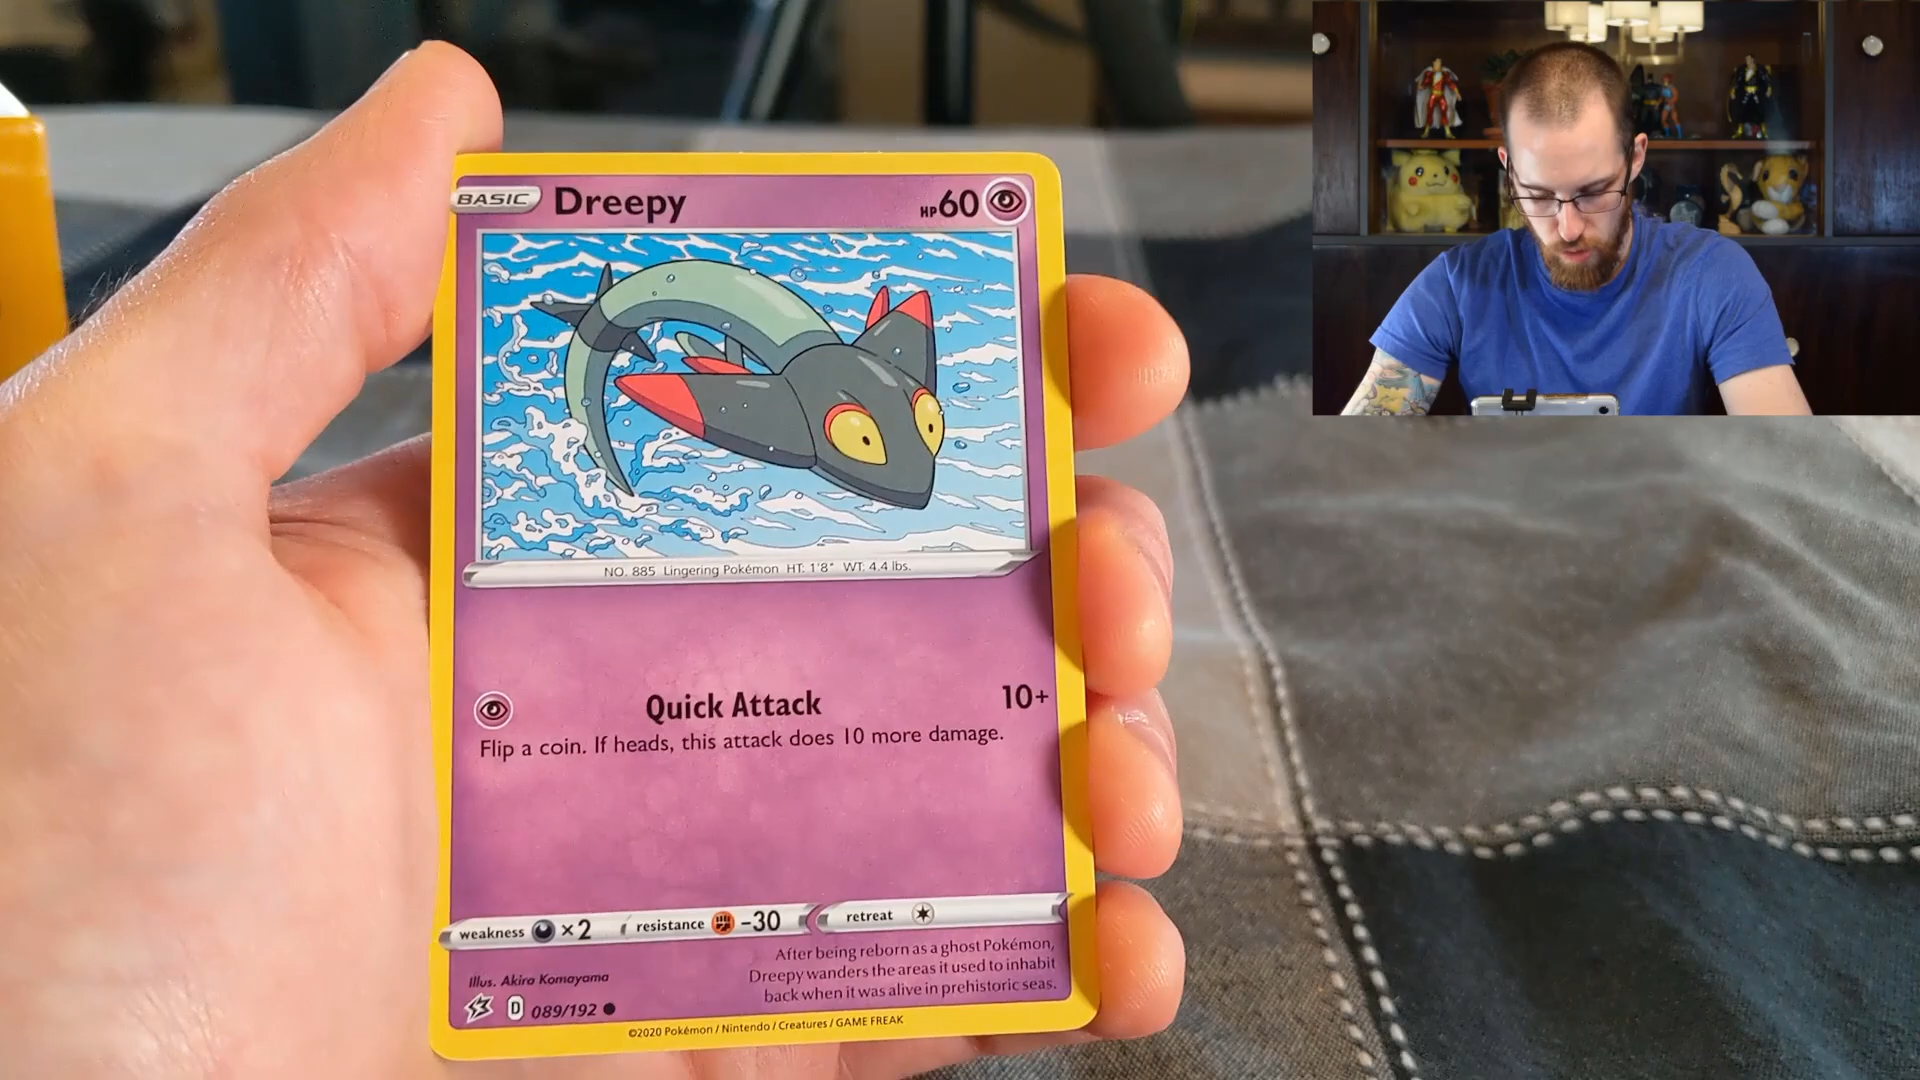 BASIC Dreepy HP60
NO. 885 Lingering Pokémon HT: 1'8" WT: 4.4 lbs.
Quick Attack 10+
Flip a coin. If heads, this attack does 10 more damage.
weakness ×2 resistance -30 retreat
After being reborn as a ghost Pokémon,
Dreepy wanders the areas it used to inhabit
back when it was alive in prehistoric seas.
Illus. Akira Komayama
D 089/192
©2020 Pokémon / Nintendo / Creatures / GAME FREAK